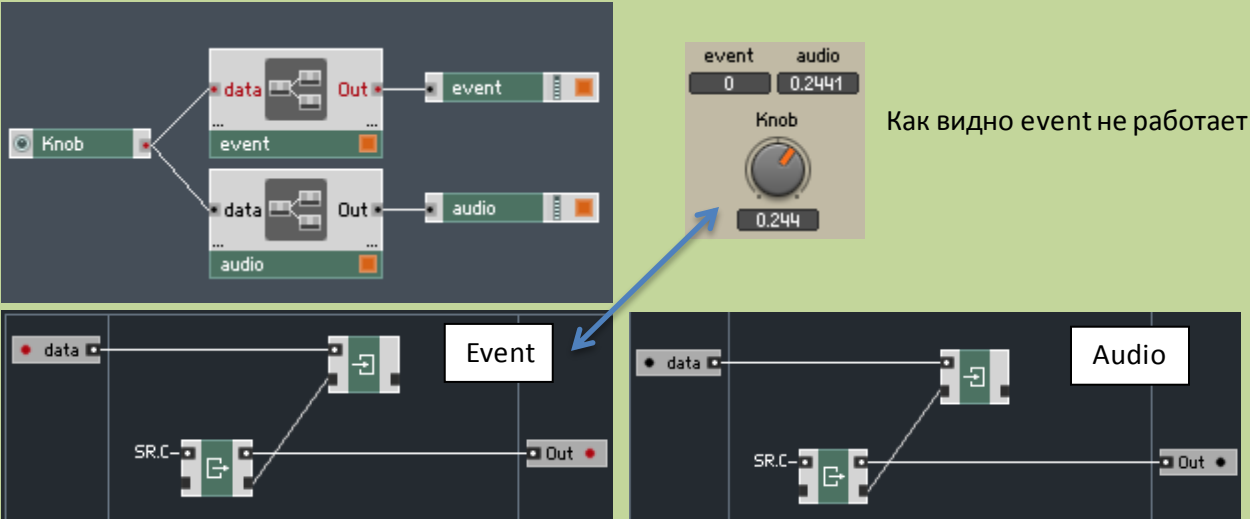 data
Out
event
event
Knob
data
Out
audio
audio
event audio
0 0.2441
Knob
0.244
Как видно event не работает
data
Event
SR.C
Out
data
Audio
SR.C
Out